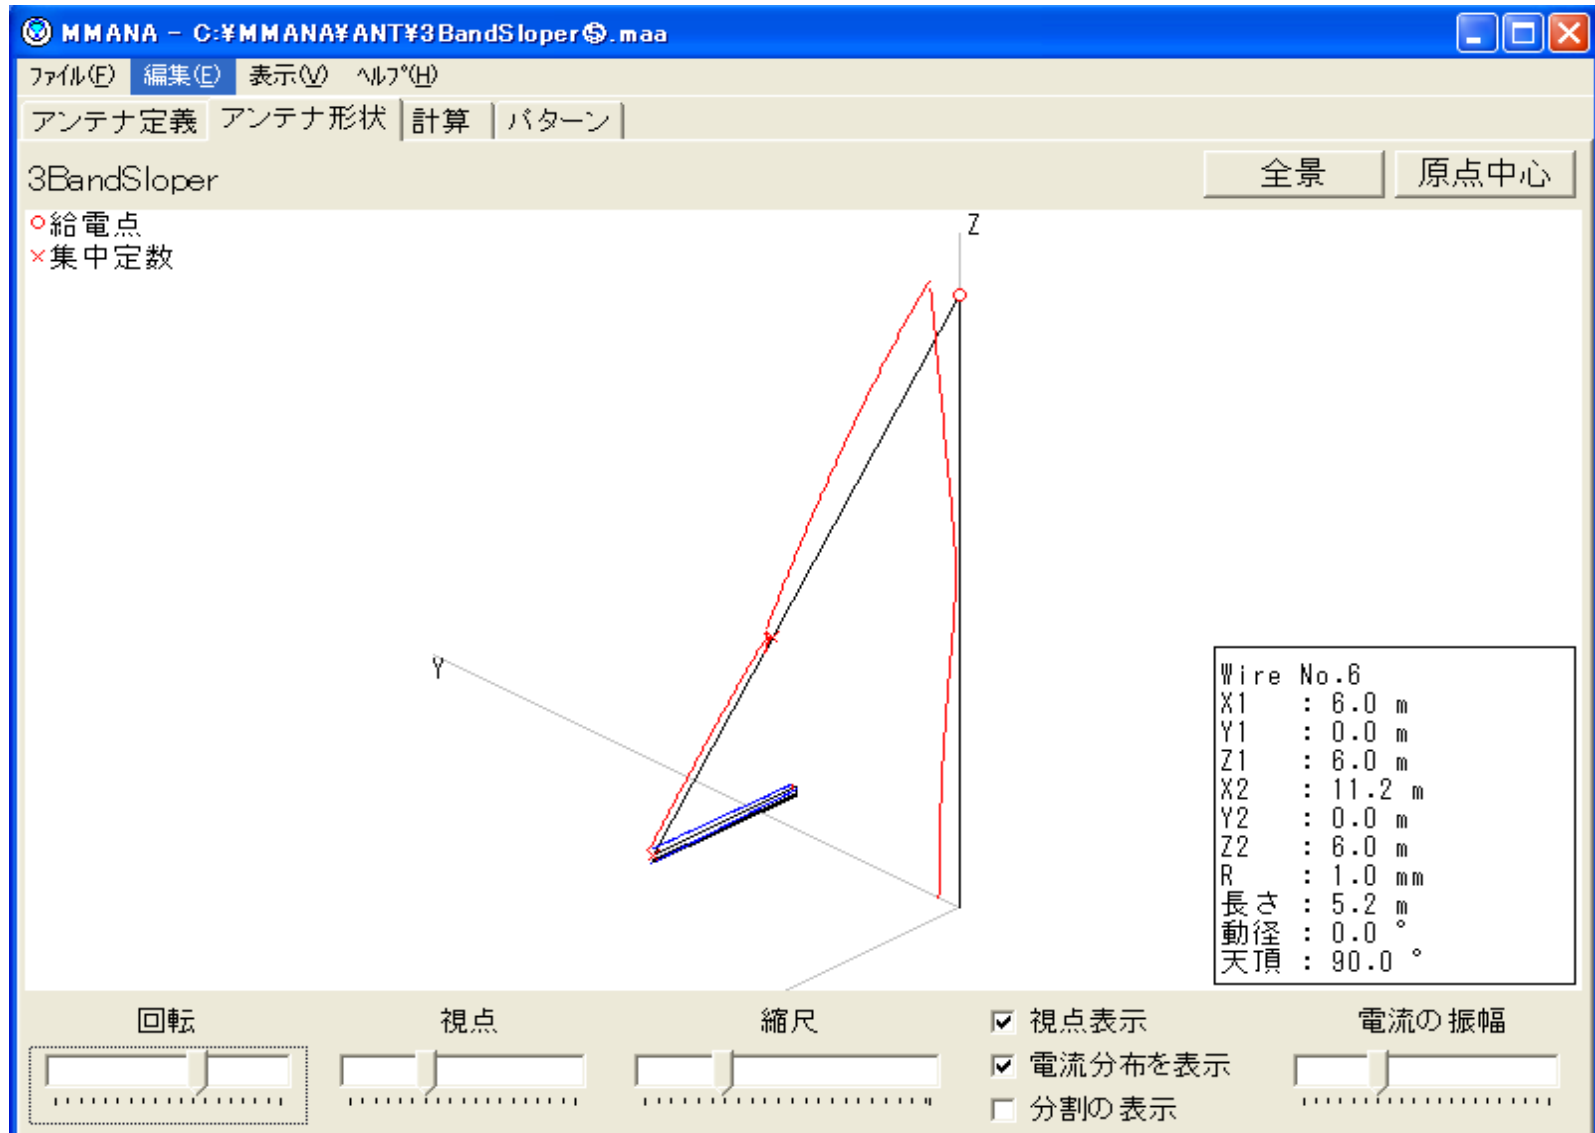 MMANA - C:¥MMANA¥ANT¥3BandSloper⑤.maa
ファイル(F) 編集(E) 表示(V) ヘルプ(H)
アンテナ定義 アンテナ形状 計算 パターン
3BandSloper 全景 原点中心
○給電点
×集中定数
Z
Y
Wire No.6
X1 : 6.0 m
Y1 : 0.0 m
Z1 : 6.0 m
X2 : 11.2 m
Y2 : 0.0 m
Z2 : 6.0 m
R : 1.0 mm
長さ : 5.2 m
動径 : 0.0 °
天頂 : 90.0 °
回転 視点 縮尺 視点表示 電流の振幅
電流分布を表示
分割の表示